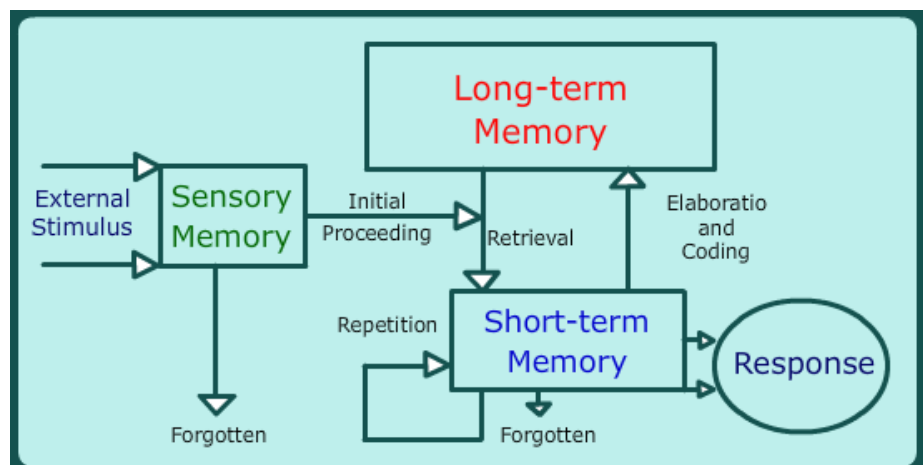 Long-term
Memory
External
Stimulus
Sensory
Memory
Initial
Proceeding
Retrieval
Elaboratio
and
Coding
Repetition
Short-term
Memory
Response
Forgotten
Forgotten